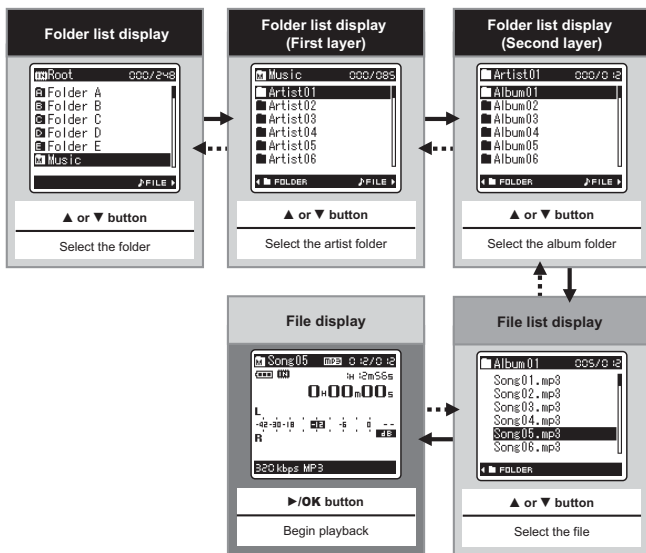 Folder list display
IN Root 000/248
A Folder A
B Folder B
C Folder C
D Folder D
E Folder E
M Music
♪FILE ▶
▲ or ▼ button
Select the folder
Folder list display
(First layer)
M Music 000/085
Artist01
Artist02
Artist03
Artist04
Artist05
Artist06
◀ FOLDER ♪FILE ▶
▲ or ▼ button
Select the artist folder
Folder list display
(Second layer)
Artist01 000/012
Album01
Album02
Album03
Album04
Album05
Album06
◀ FOLDER ♪FILE ▶
▲ or ▼ button
Select the album folder
File display
M Song05 MP3 012/012
IN 1H 12M56s
0H00M00s
L
-42-30-18 -12 -6 0 --
dB
R
320 kbps MP3
▶/OK button
Begin playback
File list display
Album01 005/012
Song01.mp3
Song02.mp3
Song03.mp3
Song04.mp3
Song05.mp3
Song06.mp3
◀ FOLDER
▲ or ▼ button
Select the file